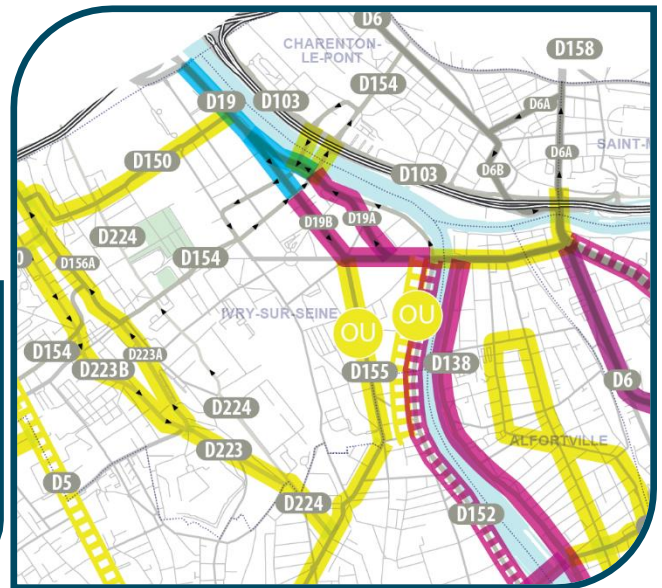 D6
CHARENTON-
LE-PONT
D158
D154
D19
D103
D6A
D150
D103
D6B
D6A
SAINT-M
D19A
D19B
D224
D154
D156A
0
IVRY-SUR-SEINE
OU
OU
D154
D223A
D155
D138
D6
D223B
D224
D223
ALFORTVILLE
D5
D224
D152